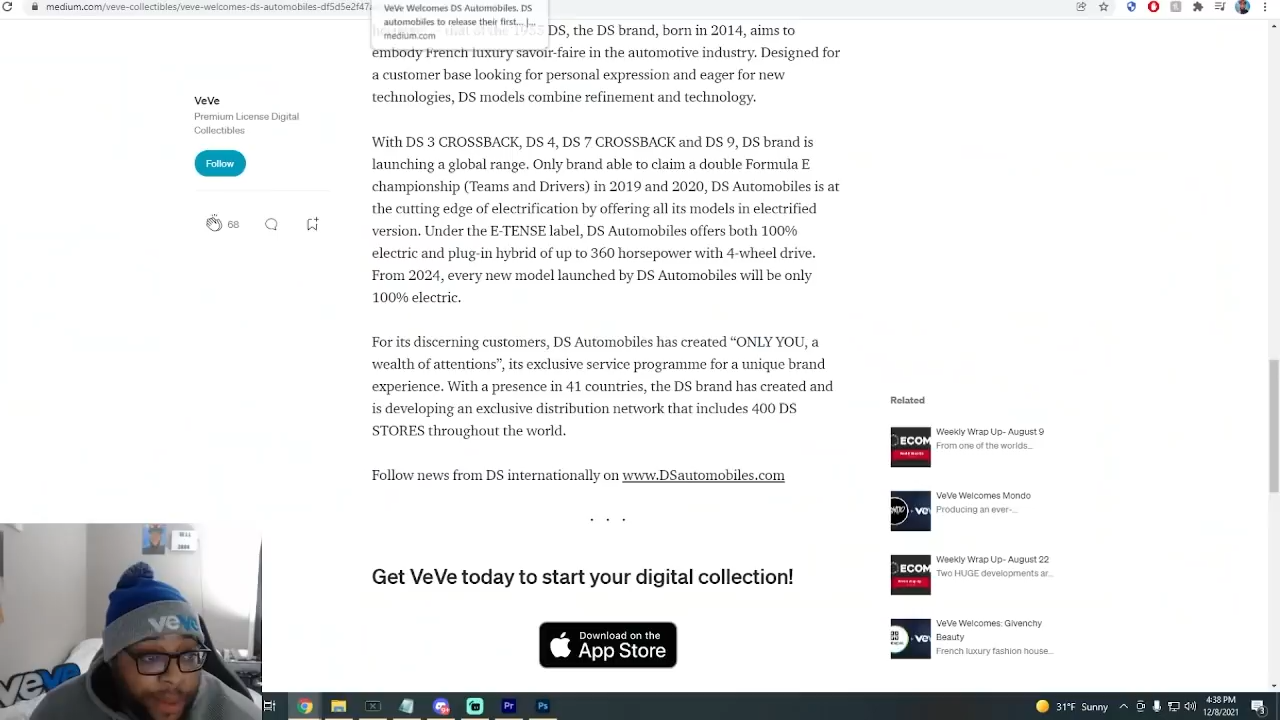 medium.com/veve-collectibles/veve-welcomes-ds-automobiles-df5d5e2f47
VeVe Welcomes DS Automobiles. DS
automobiles to release their first... |...
medium.com
DS, the DS brand, born in 2014, aims to
embody French luxury savoir-faire in the automotive industry. Designed for
a customer base looking for personal expression and eager for new
technologies, DS models combine refinement and technology.
VeVe
Premium License Digital
Collectibles
Follow
68
With DS 3 CROSSBACK, DS 4, DS 7 CROSSBACK and DS 9, DS brand is
launching a global range. Only brand able to claim a double Formula E
championship (Teams and Drivers) in 2019 and 2020, DS Automobiles is at
the cutting edge of electrification by offering all its models in electrified
version. Under the E-TENSE label, DS Automobiles offers both 100%
electric and plug-in hybrid of up to 360 horsepower with 4-wheel drive.
From 2024, every new model launched by DS Automobiles will be only
100% electric.
For its discerning customers, DS Automobiles has created “ONLY YOU, a
wealth of attentions”, its exclusive service programme for a unique brand
experience. With a presence in 41 countries, the DS brand has created and
is developing an exclusive distribution network that includes 400 DS
STORES throughout the world.
Follow news from DS internationally on www.DSautomobiles.com
. . .
Get VeVe today to start your digital collection!
Download on the
App Store
Related
Weekly Wrap Up- August 9
From one of the worlds...
VeVe Welcomes Mondo
Producing an ever-...
Weekly Wrap Up- August 22
Two HUGE developments ar...
VeVe Welcomes: Givenchy
Beauty
French luxury fashion house...
ECOM
ECOM
veve
VeVe
Pr
Ps
31°F Sunny
4:38 PM
12/8/2021